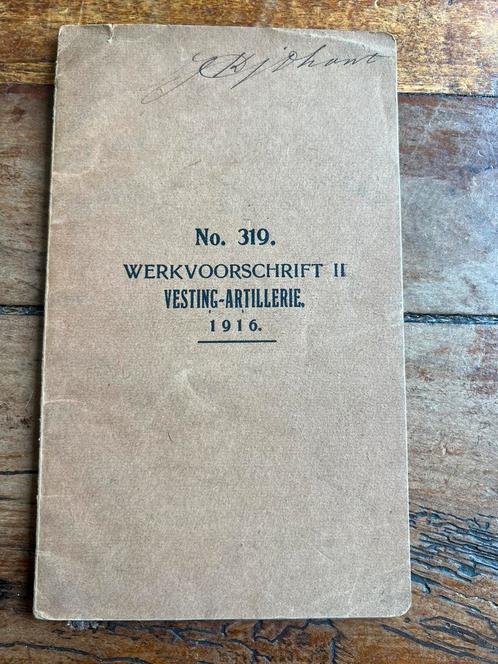 No. 319.
WERKVOORSCHRIFT II
VESTING-ARTILLERIE,
1916.